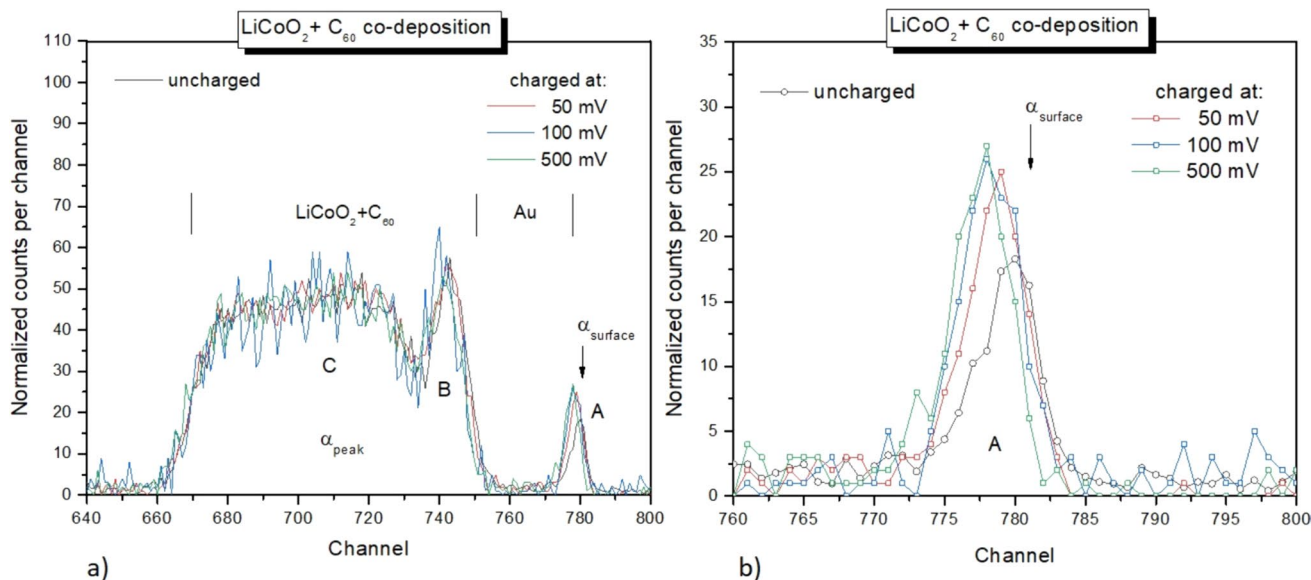 LiCoO2+ C60 co-deposition
110
100
90
80
70
60
50
40
30
20
10
0
Normalized counts per channel
uncharged
charged at:
50 mV
100 mV
500 mV
LiCoO2+C60
Au
αsurface
A
B
C
αpeak
640 660 680 700 720 740 760 780 800
Channel
a)
LiCoO2+ C60 co-deposition
35
30
25
20
15
10
5
0
Normalized counts per channel
uncharged
charged at:
50 mV
100 mV
500 mV
αsurface
A
760 765 770 775 780 785 790 795 800
Channel
b)